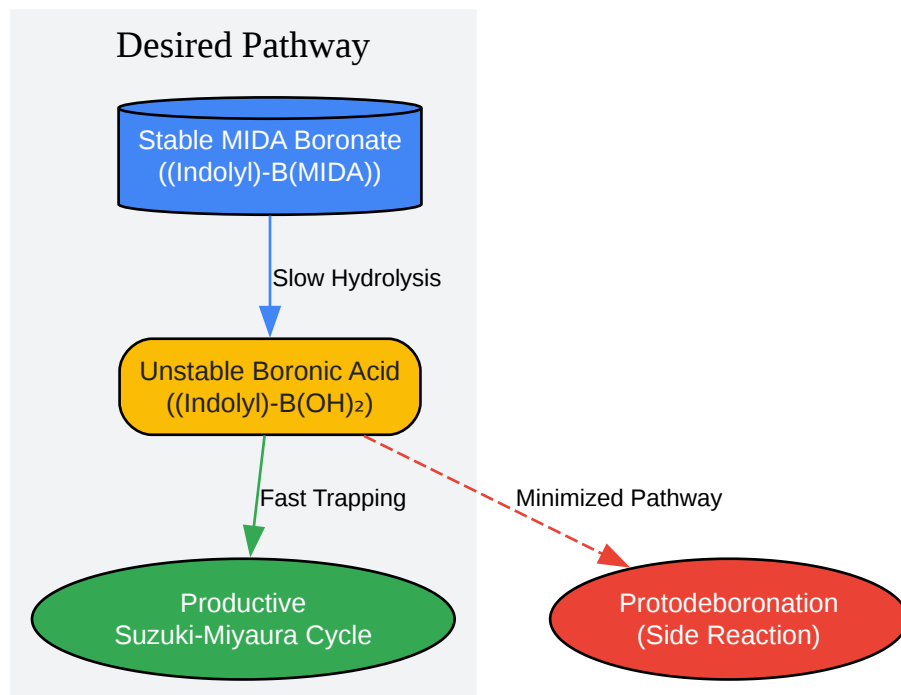 Desired Pathway
Stable MIDA Boronate
((Indolyl)-B(MIDA))
Slow Hydrolysis
Unstable Boronic Acid
((Indolyl)-B(OH)₂)
Fast Trapping
Minimized Pathway
Productive
Suzuki-Miyaura Cycle
Protodeboronation
(Side Reaction)